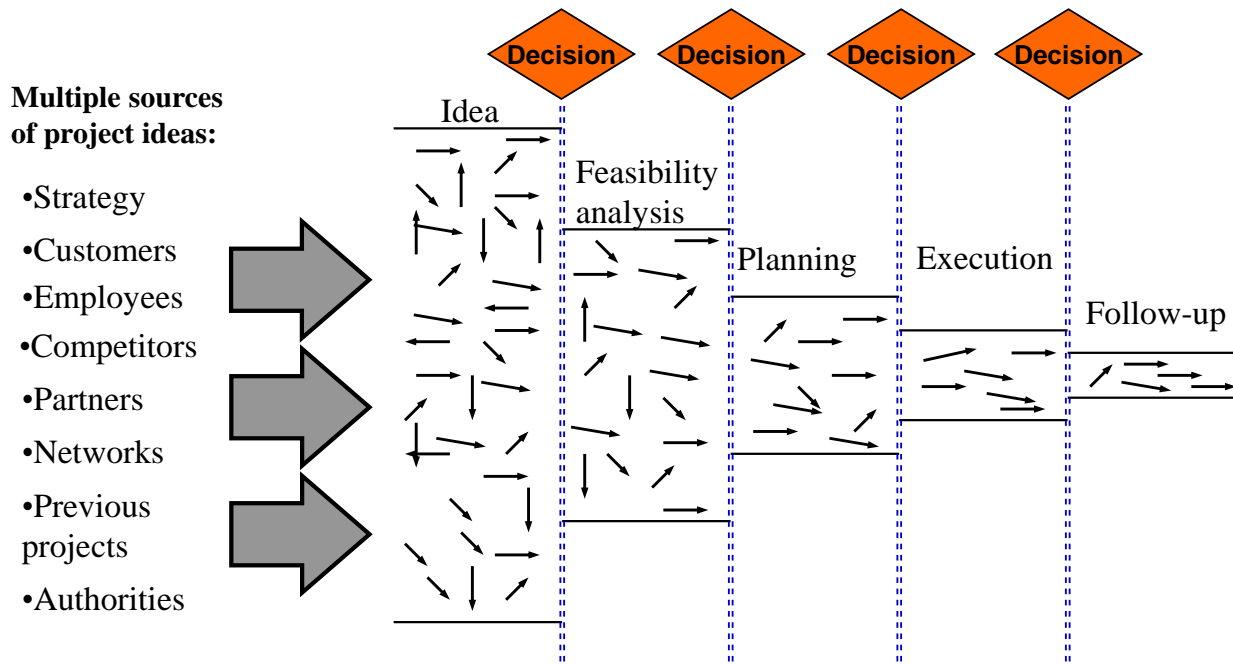 Decision
Decision
Decision
Decision
Multiple sources
of project ideas:
•Strategy
•Customers
•Employees
•Competitors
•Partners
•Networks
•Previous
projects
•Authorities
Idea
Feasibility
analysis
Planning
Execution
Follow-up